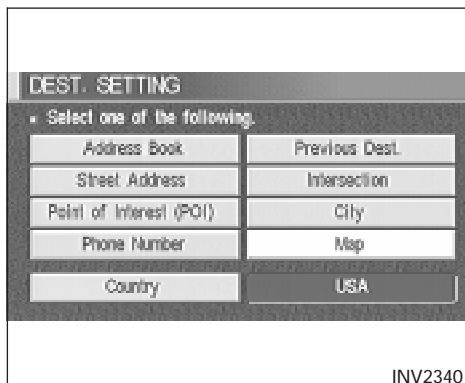 DEST. SETTING
Select one of the following.
Address Book Previous Dest.
Street Address Intersection
Point of Interest (POI) City
Phone Number Map
Country USA
INV2340